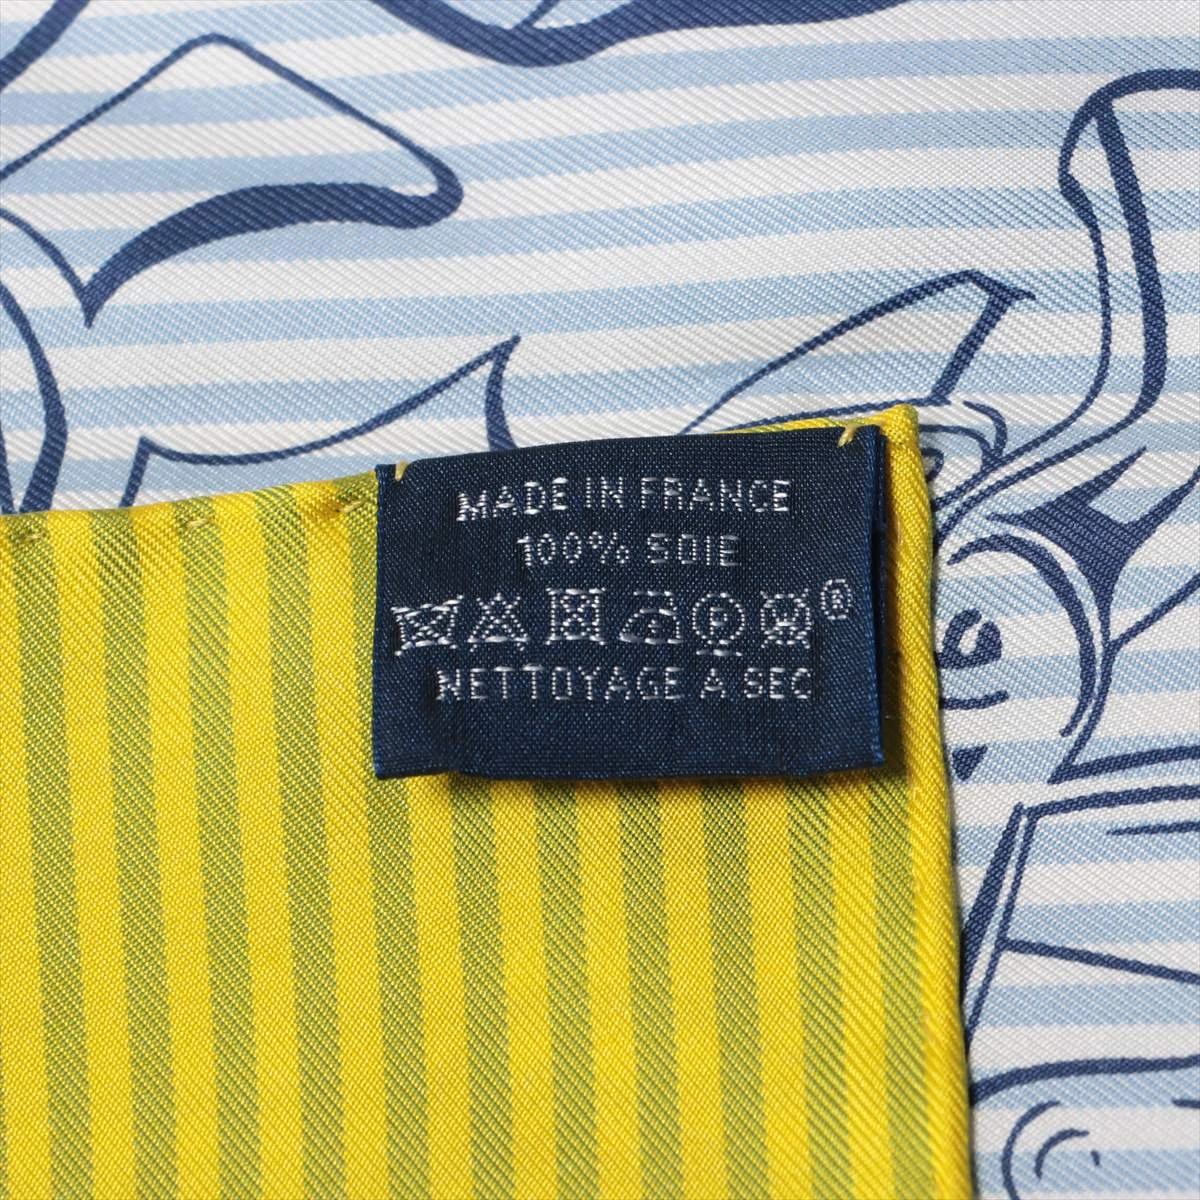 MADE IN FRANCE
100% SOIE
®
NETTOYAGE A SEC